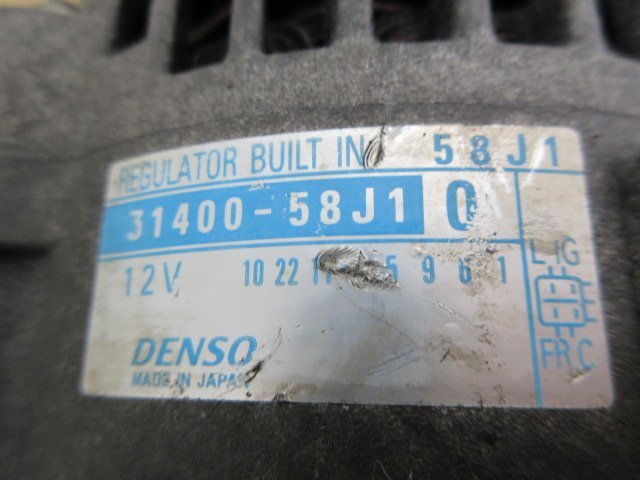 REGULATOR BUILT IN 58J1
31400-58J1 0
12V 10 22 5 9 6 1
L IG
E
FR C
DENSO
MADE IN JAPAN